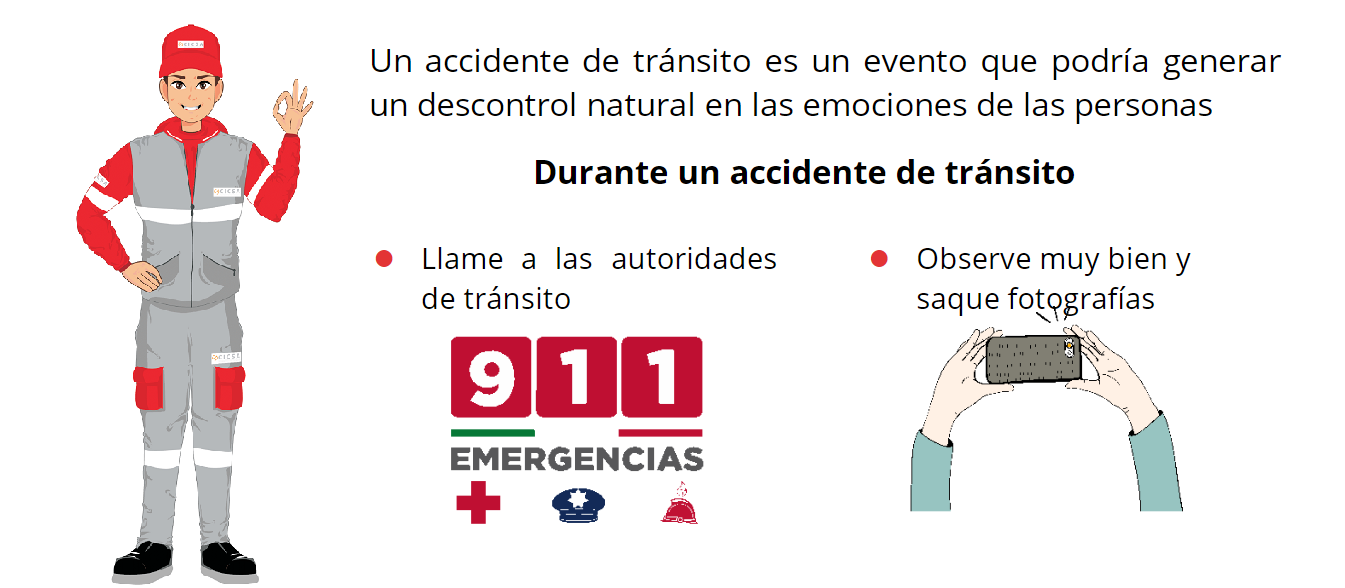 CICSA
Un accidente de tránsito es un evento que podría generar
un descontrol natural en las emociones de las personas
Durante un accidente de tránsito
CICSA
Llame a las autoridades
de tránsito
Observe muy bien y
saque fotografías
911
CICSA
EMERGENCIAS